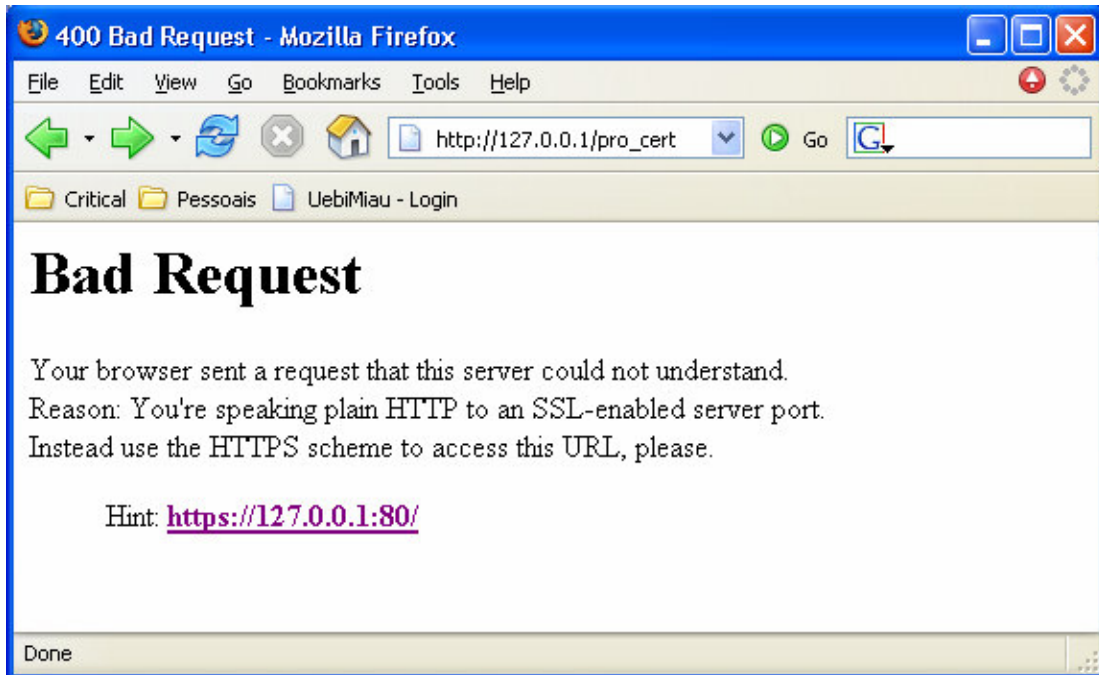 400 Bad Request - Mozilla Firefox
File Edit View Go Bookmarks Tools Help
http://127.0.0.1/pro_cert Go G
Critical Pessoais UebiMiau - Login
Bad Request
Your browser sent a request that this server could not understand.
Reason: You're speaking plain HTTP to an SSL-enabled server port.
Instead use the HTTPS scheme to access this URL, please.
Hint: https://127.0.0.1:80/
Done